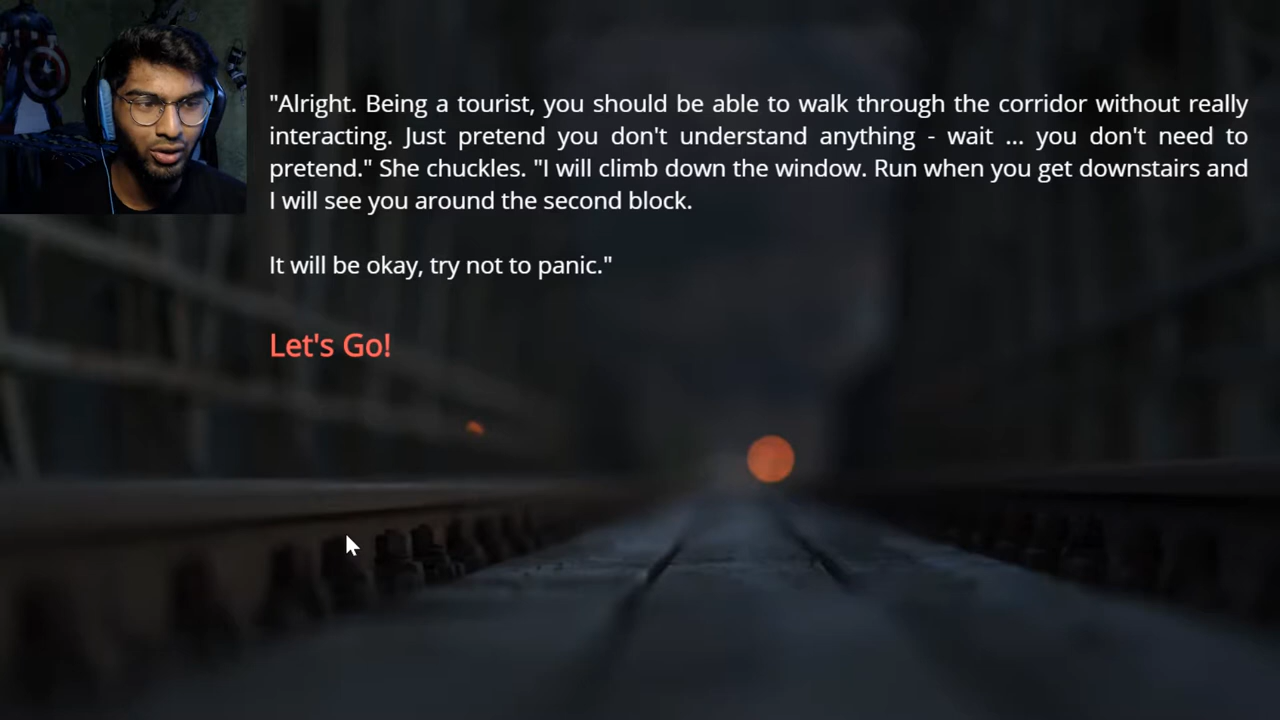 "Alright. Being a tourist, you should be able to walk through the corridor without really
interacting. Just pretend you don't understand anything - wait ... you don't need to
pretend." She chuckles. "I will climb down the window. Run when you get downstairs and
I will see you around the second block.
It will be okay, try not to panic."
Let's Go!